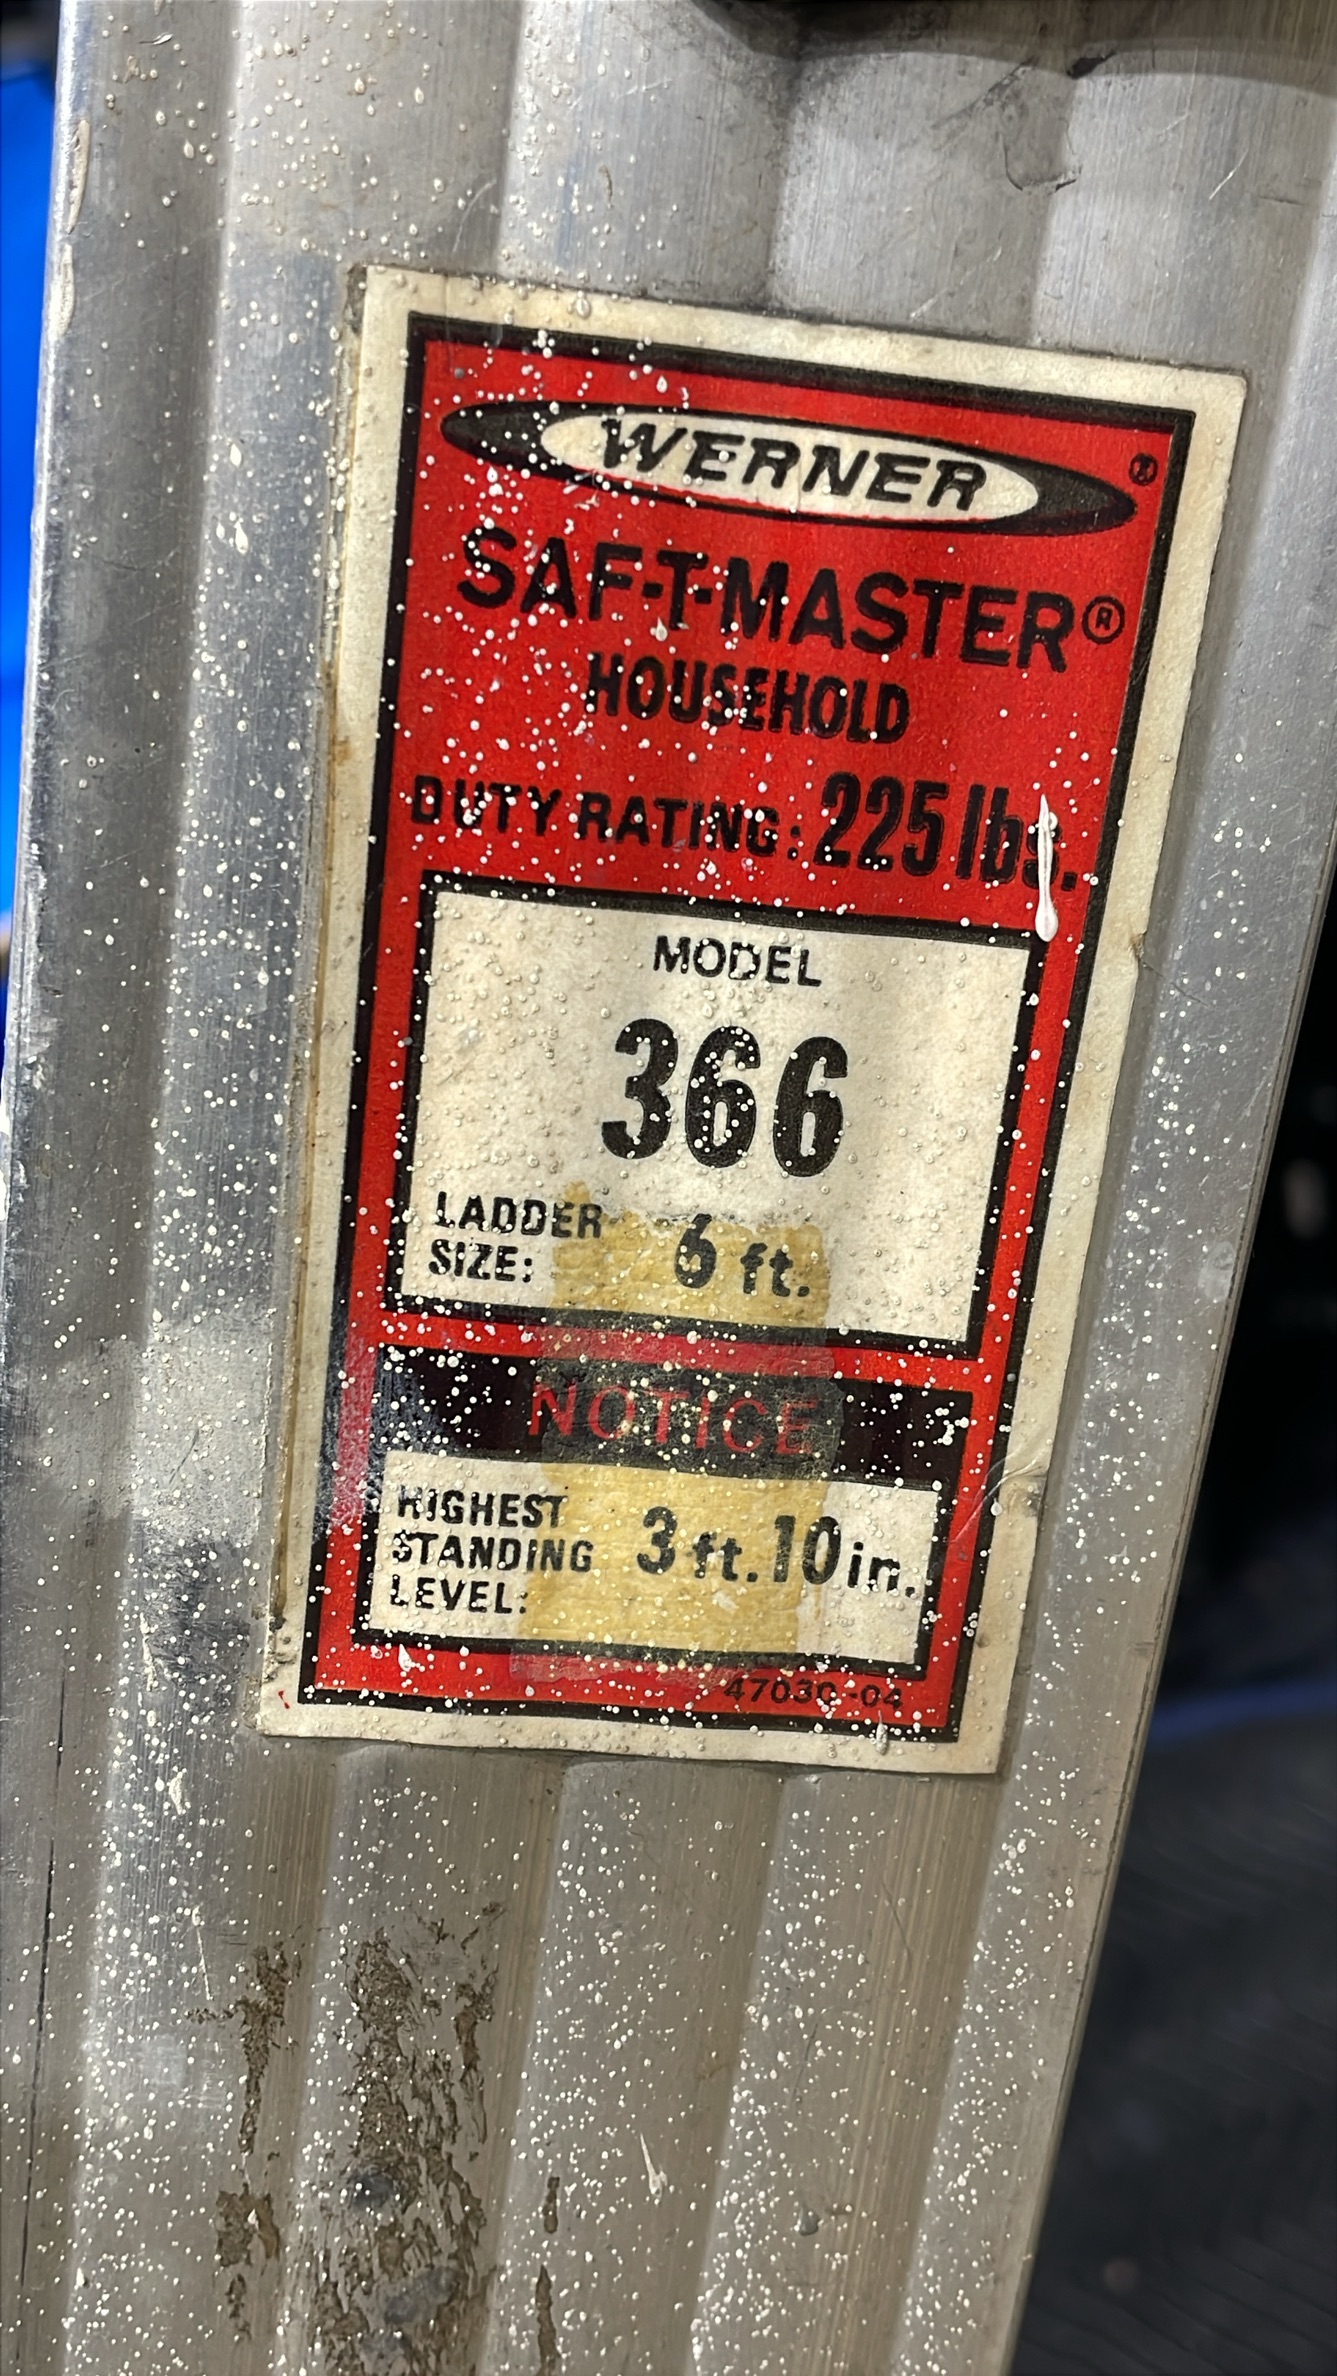 WERNER®
SAF-T-MASTER®
HOUSEHOLD
DUTY RATING: 225 lbs.
MODEL
366
LADDER SIZE: 6 ft.
NOTICE
HIGHEST STANDING LEVEL: 3 ft. 10 in.
47030-04